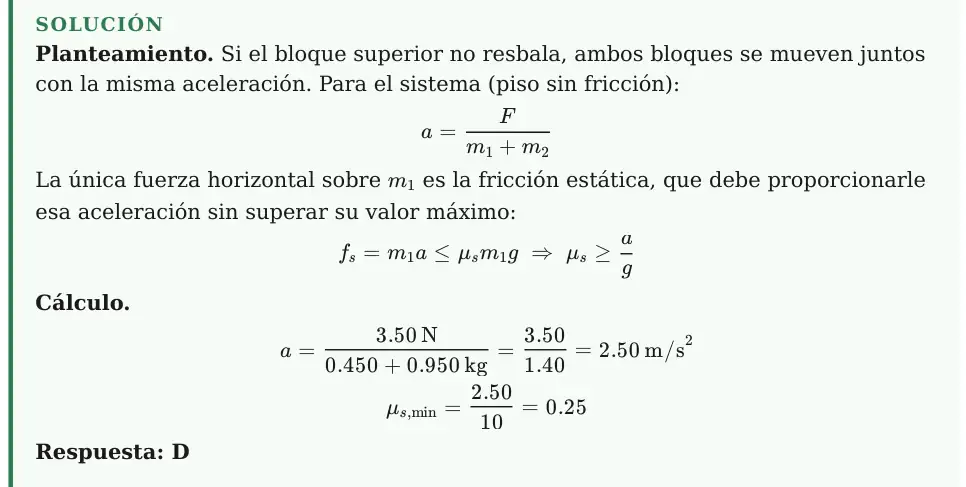 SOLUCIÓN
Planteamiento. Si el bloque superior no resbala, ambos bloques se mueven juntos
con la misma aceleración. Para el sistema (piso sin fricción):
a = F / (m₁ + m₂)
La única fuerza horizontal sobre m₁ es la fricción estática, que debe proporcionarle
esa aceleración sin superar su valor máximo:
fₛ = m₁a ≤ μₛm₁g ⇒ μₛ ≥ a / g
Cálculo.
a = 3.50 N / (0.450 + 0.950 kg) = 3.50 / 1.40 = 2.50 m/s²
μₛ,min = 2.50 / 10 = 0.25
Respuesta: D